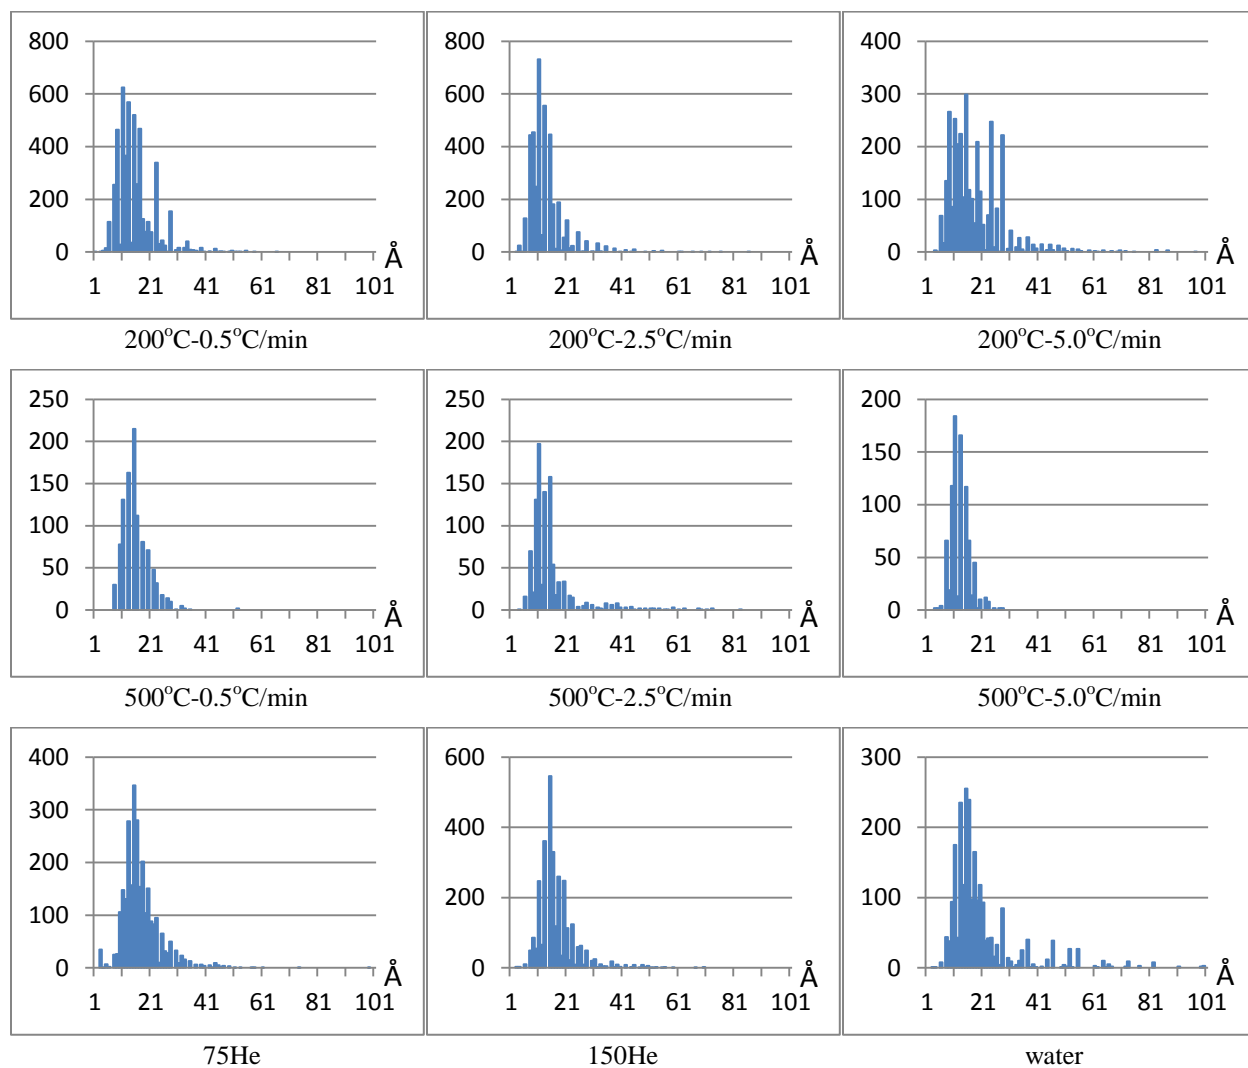 800
600
400
200
0
Å
1 21 41 61 81 101
200°C-0.5°C/min
800
600
400
200
0
Å
1 21 41 61 81 101
200°C-2.5°C/min
400
300
200
100
0
Å
1 21 41 61 81 101
200°C-5.0°C/min
250
200
150
100
50
0
Å
1 21 41 61 81 101
500°C-0.5°C/min
250
200
150
100
50
0
Å
1 21 41 61 81 101
500°C-2.5°C/min
200
150
100
50
0
Å
1 21 41 61 81 101
500°C-5.0°C/min
400
300
200
100
0
Å
1 21 41 61 81 101
75He
600
400
200
0
Å
1 21 41 61 81 101
150He
300
200
100
0
Å
1 21 41 61 81 101
water